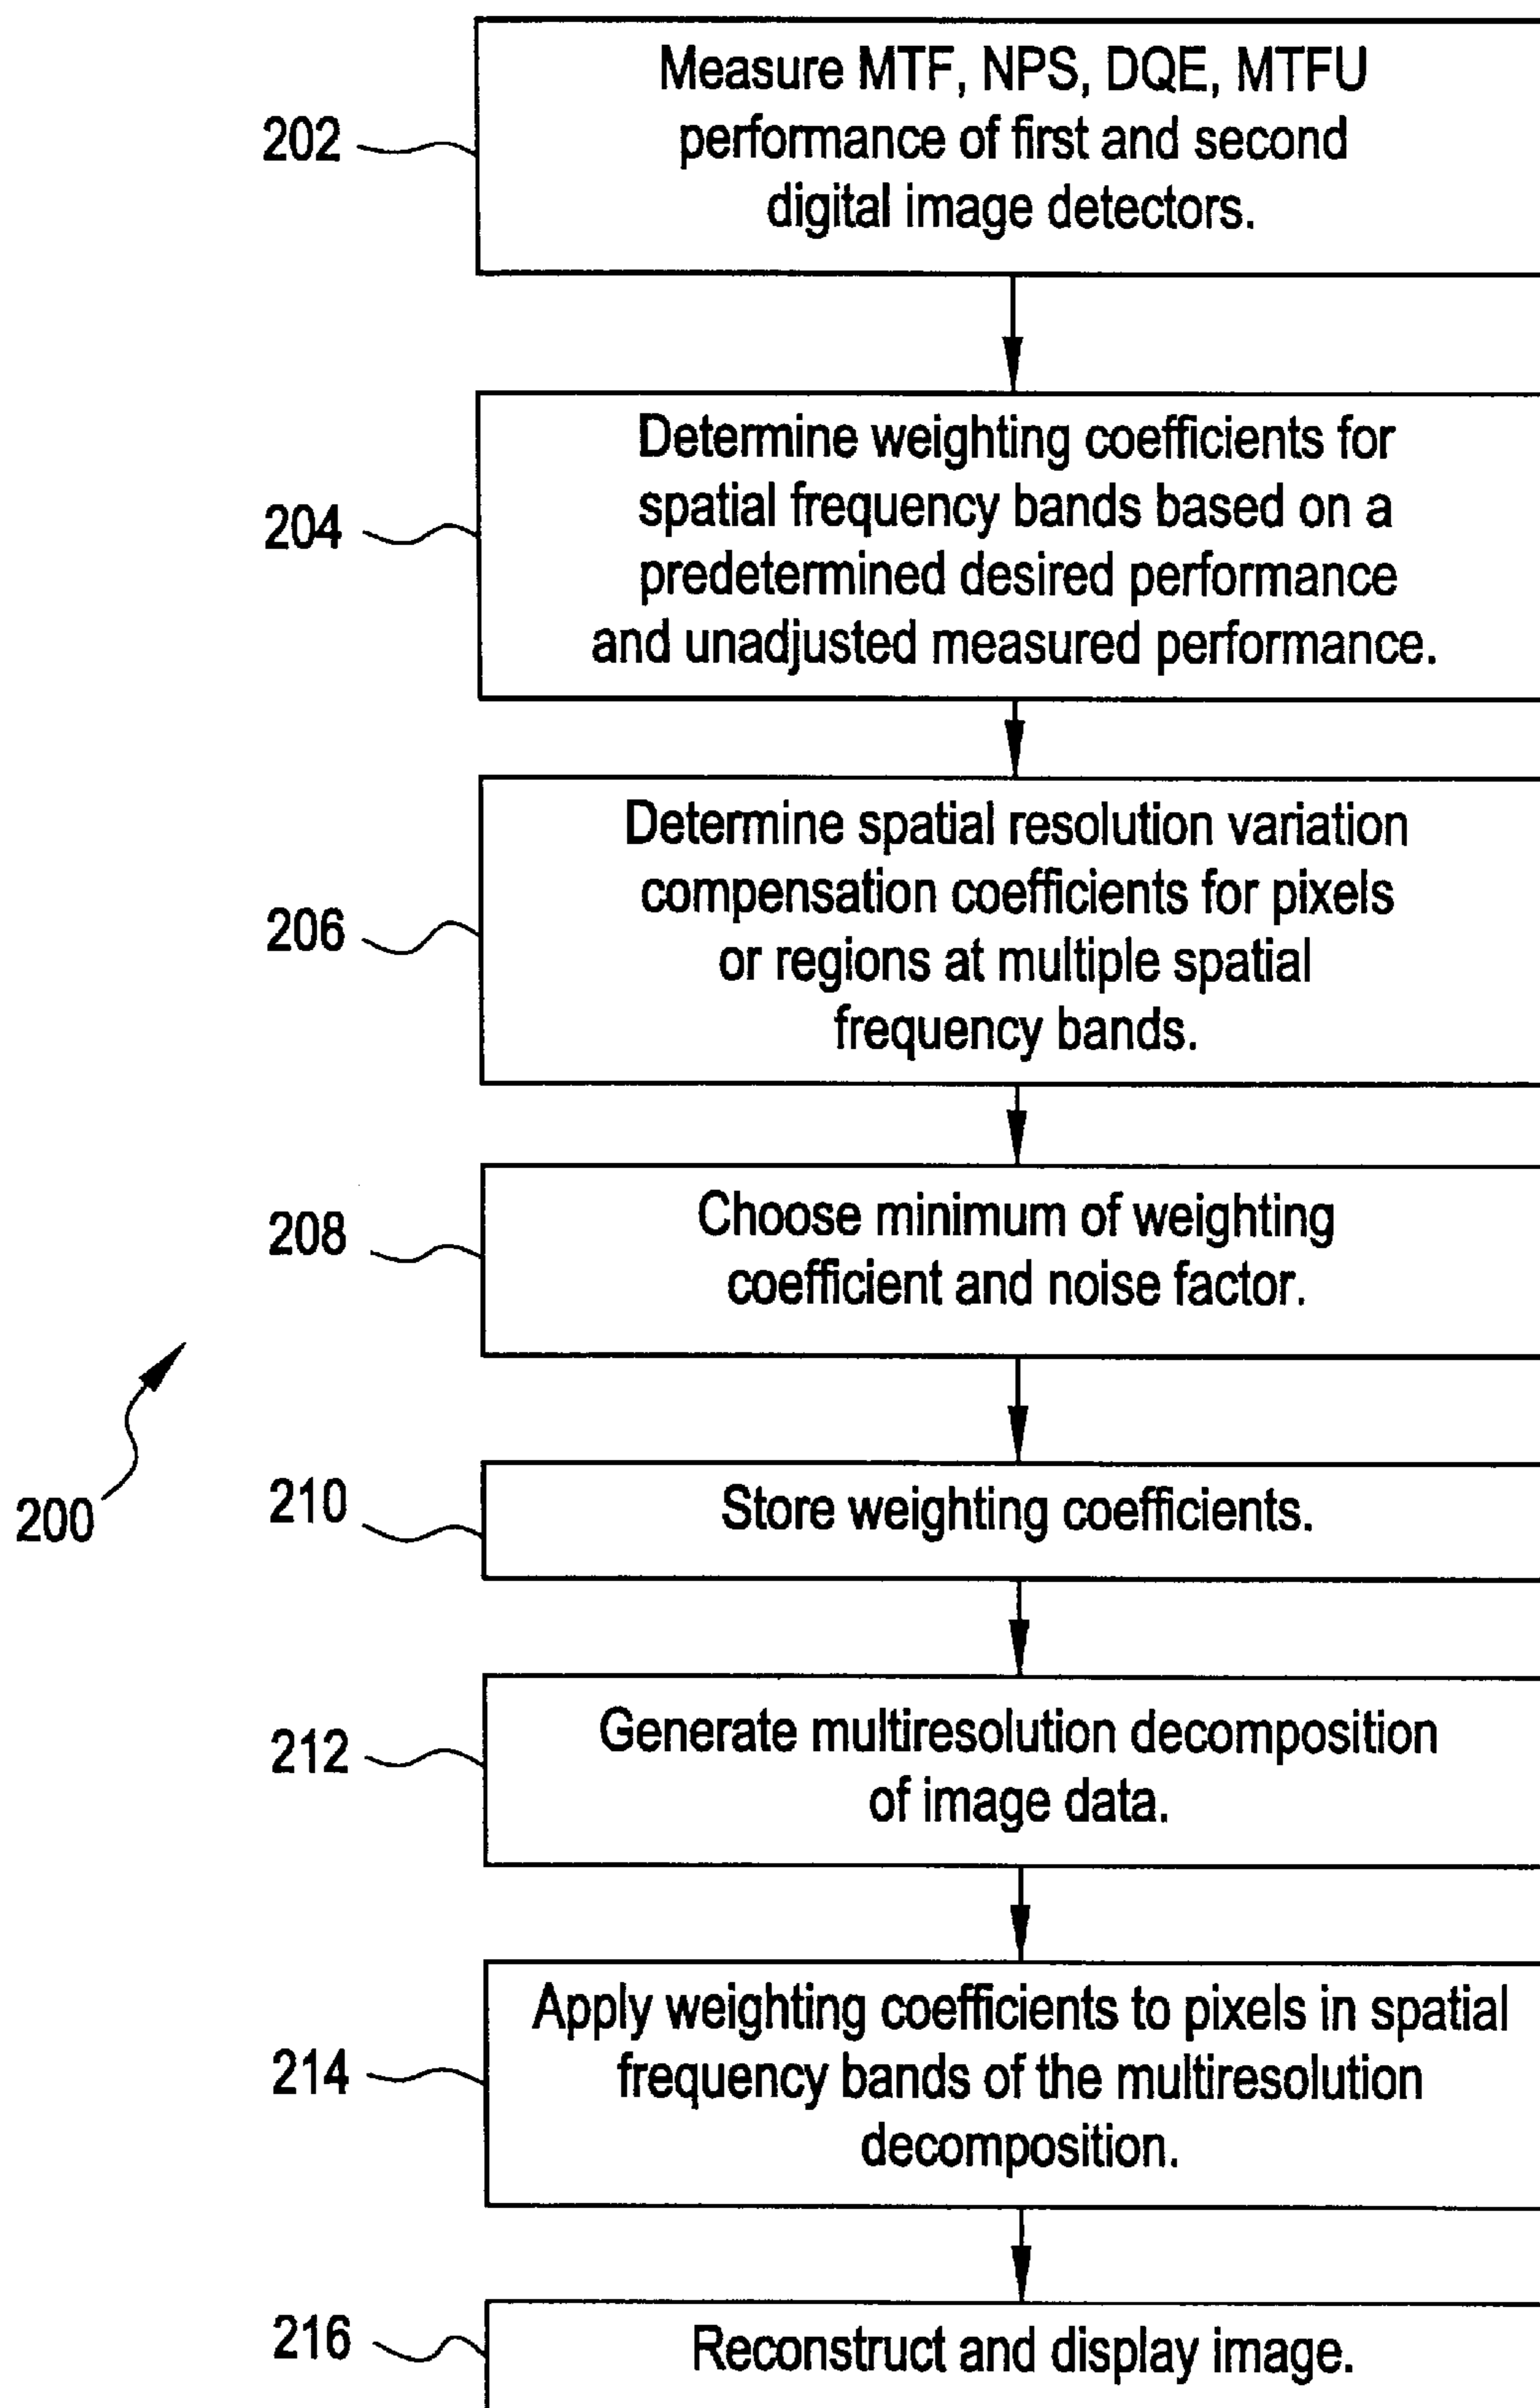 Measure MTF, NPS, DQE, MTFU
performance of first and second
digital image detectors.
202
Determine weighting coefficients for
spatial frequency bands based on a
predetermined desired performance
and unadjusted measured performance.
204
Determine spatial resolution variation
compensation coefficients for pixels
or regions at multiple spatial
frequency bands.
206
Choose minimum of weighting
coefficient and noise factor.
208
200
Store weighting coefficients.
210
Generate multiresolution decomposition
of image data.
212
Apply weighting coefficients to pixels in spatial
frequency bands of the multiresolution
decomposition.
214
Reconstruct and display image.
216